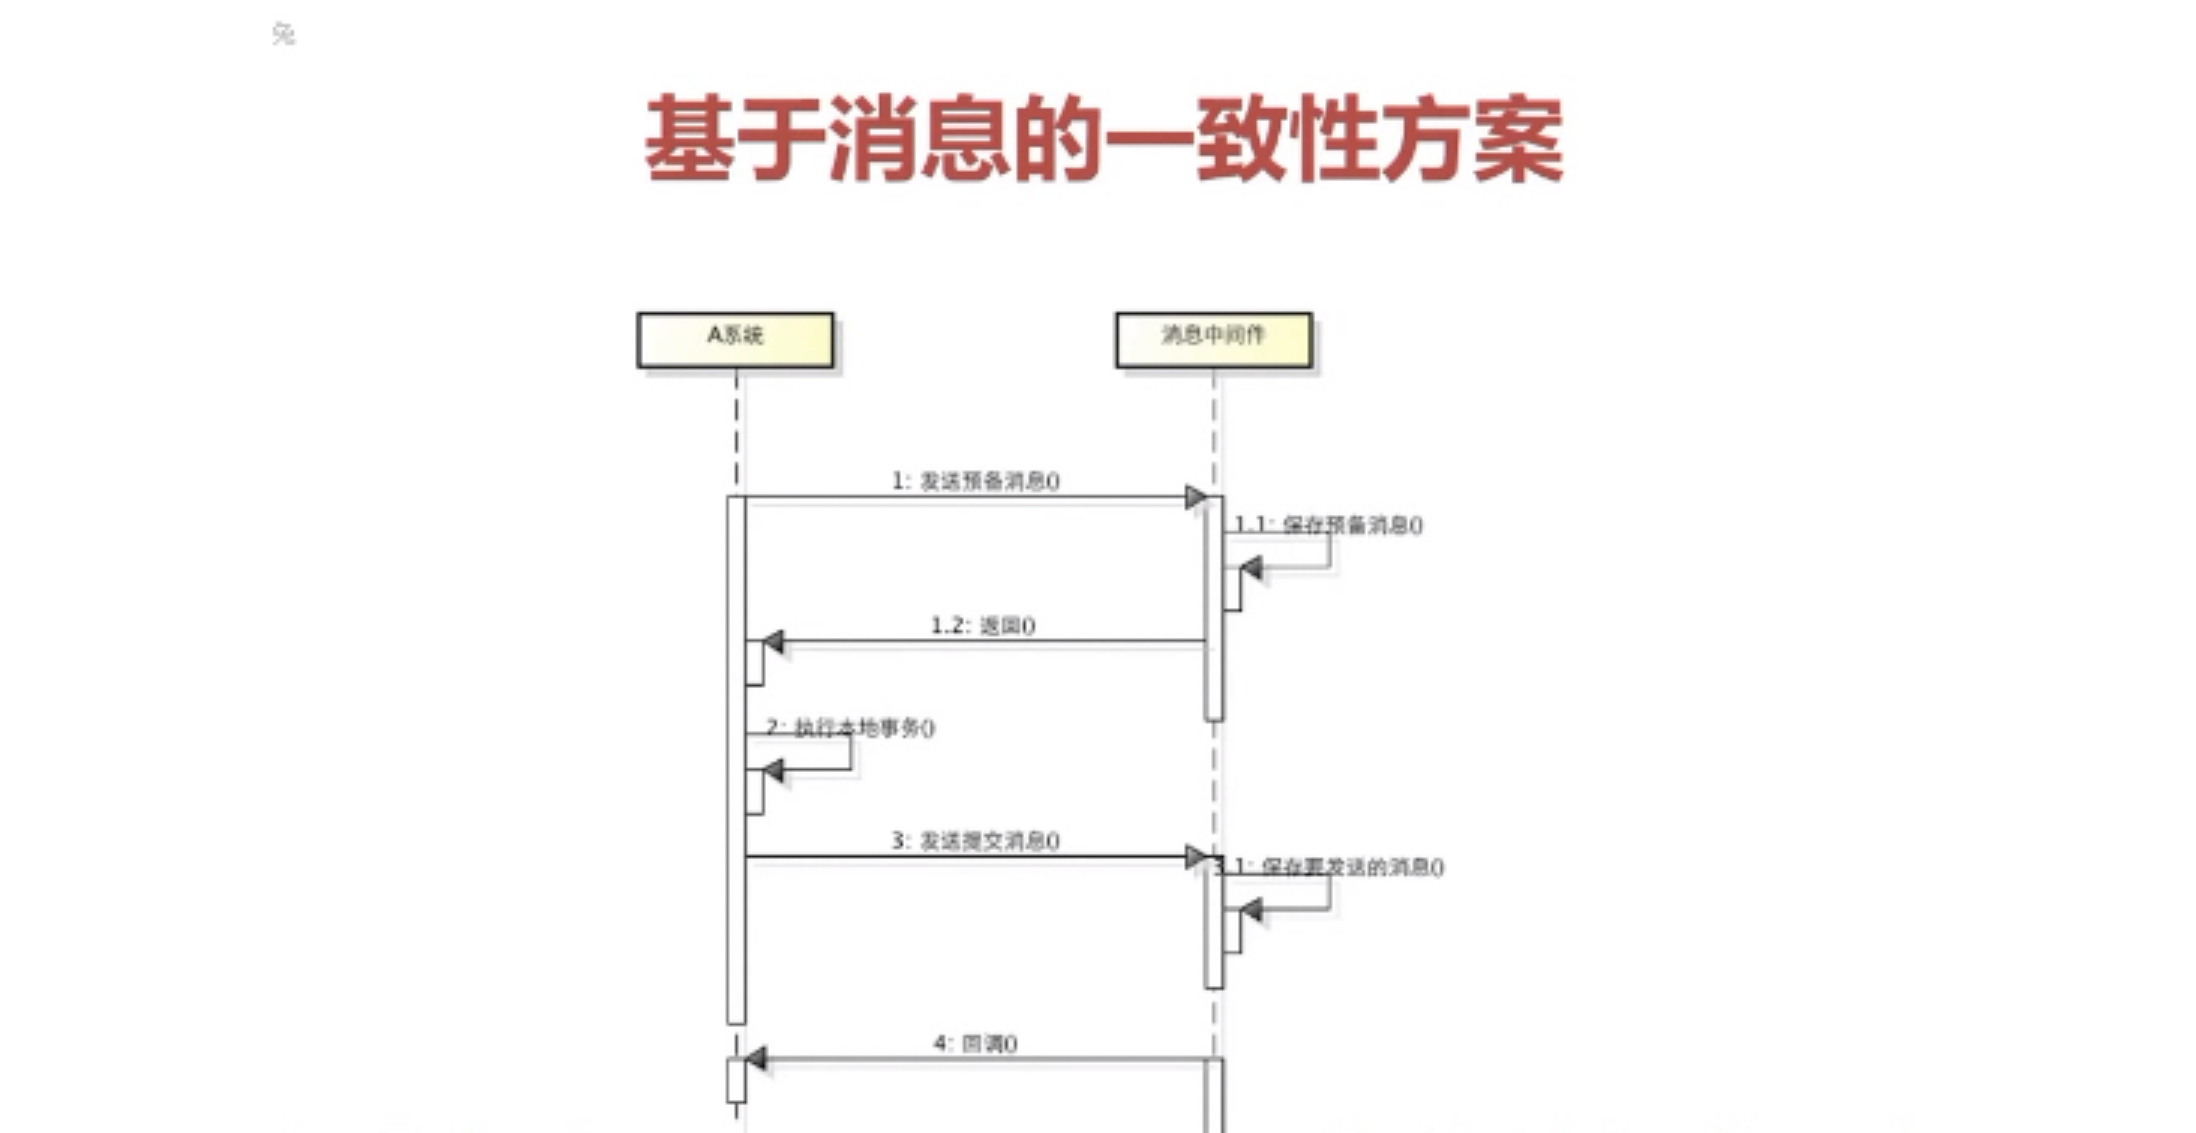 兔
基于消息的一致性方案
A系统
消息中间件
1: 发送预备消息()
1.1: 保存预备消息()
1.2: 返回()
2: 执行本地事务()
3: 发送提交消息()
3.1: 保存要发送的消息()
4: 回调()